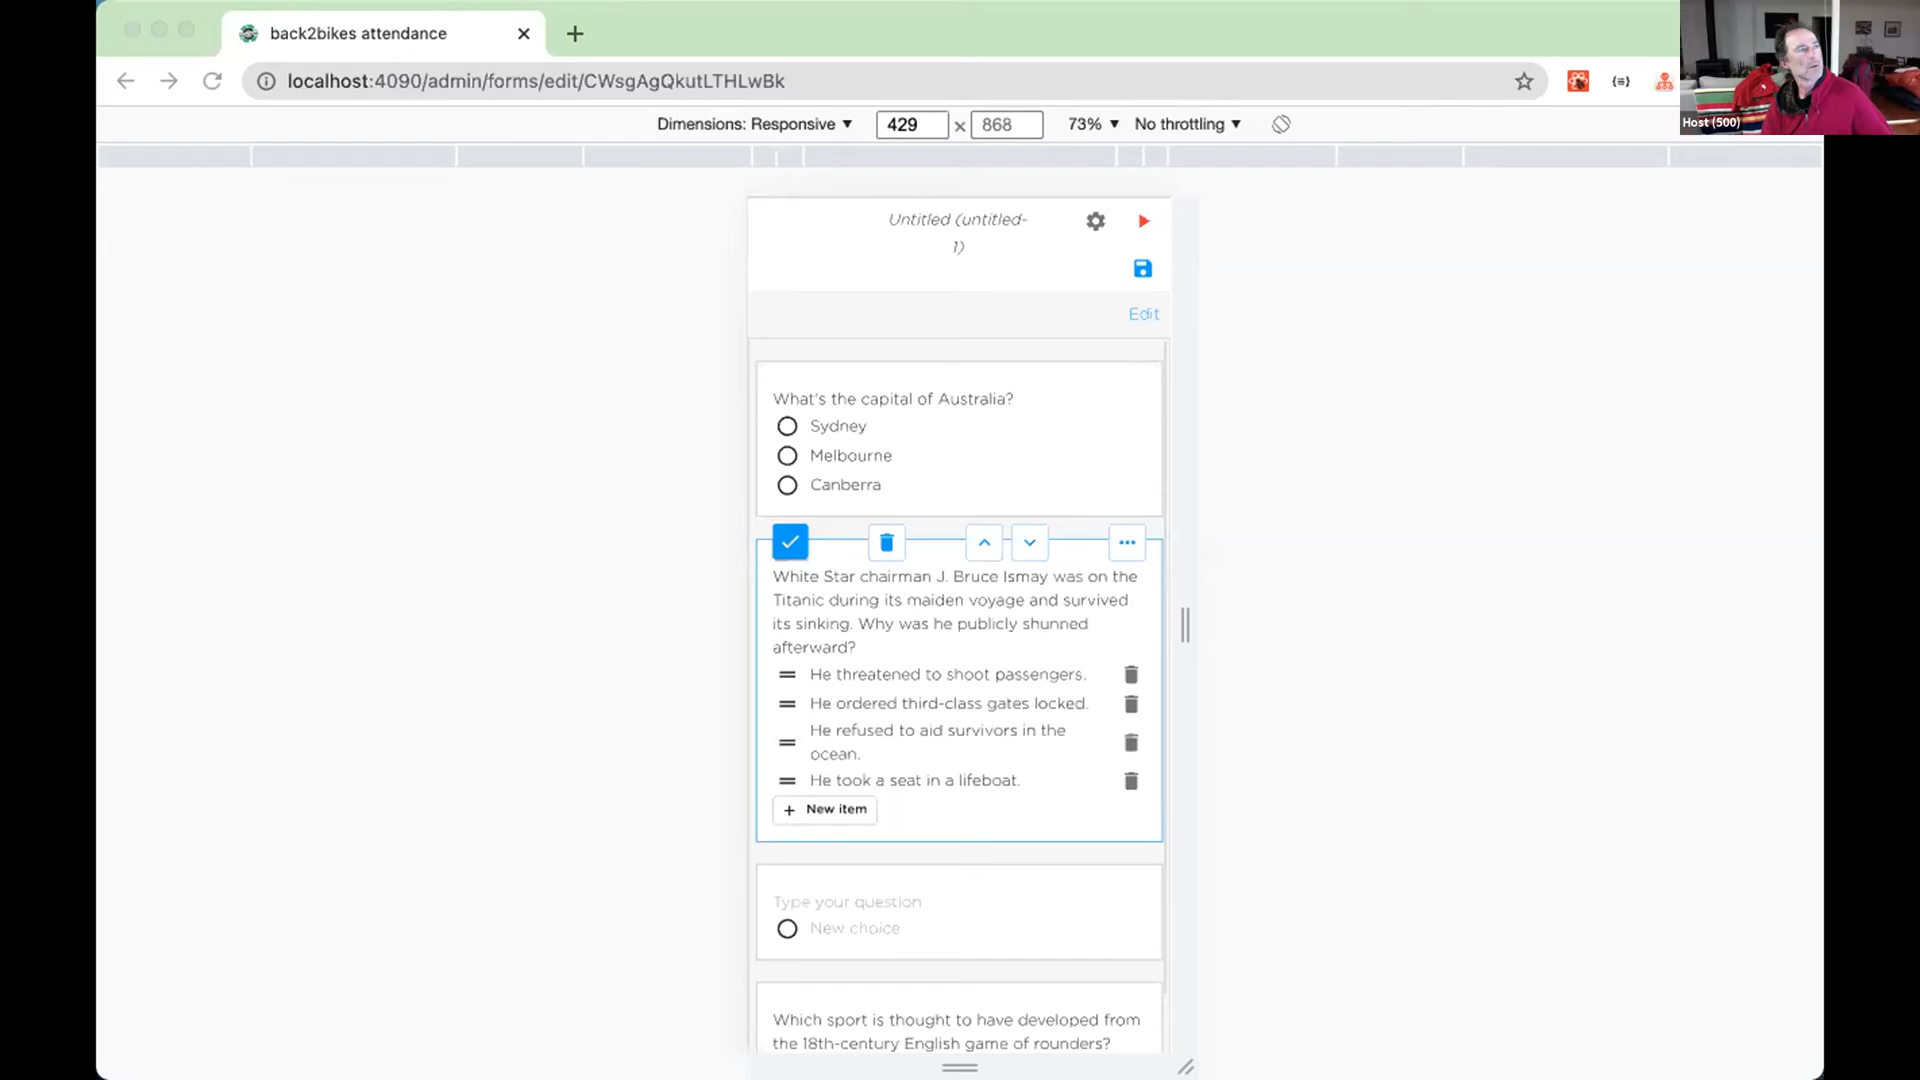 back2bikes attendance
localhost:4090/admin/forms/edit/CWsgAgQkutLTHLwBk
Dimensions: Responsive
429
×
868
73%
No throttling
Host (500)
Untitled (untitled-
1)
Edit
What's the capital of Australia?
Sydney
Melbourne
Canberra
White Star chairman J. Bruce Ismay was on the
Titanic during its maiden voyage and survived
its sinking. Why was he publicly shunned
afterward?
He threatened to shoot passengers.
He ordered third-class gates locked.
He refused to aid survivors in the
ocean.
He took a seat in a lifeboat.
+ New item
Type your question
New choice
Which sport is thought to have developed from
the 18th-century English game of rounders?